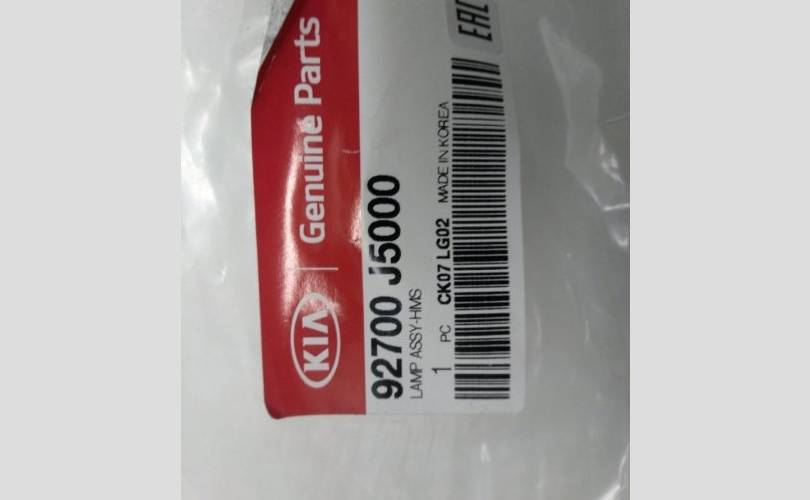 KIA | Genuine Parts
92700 J5000
LAMP ASSY-HMS
1 PC CK07 LG02 MADE IN KOREA
EAC